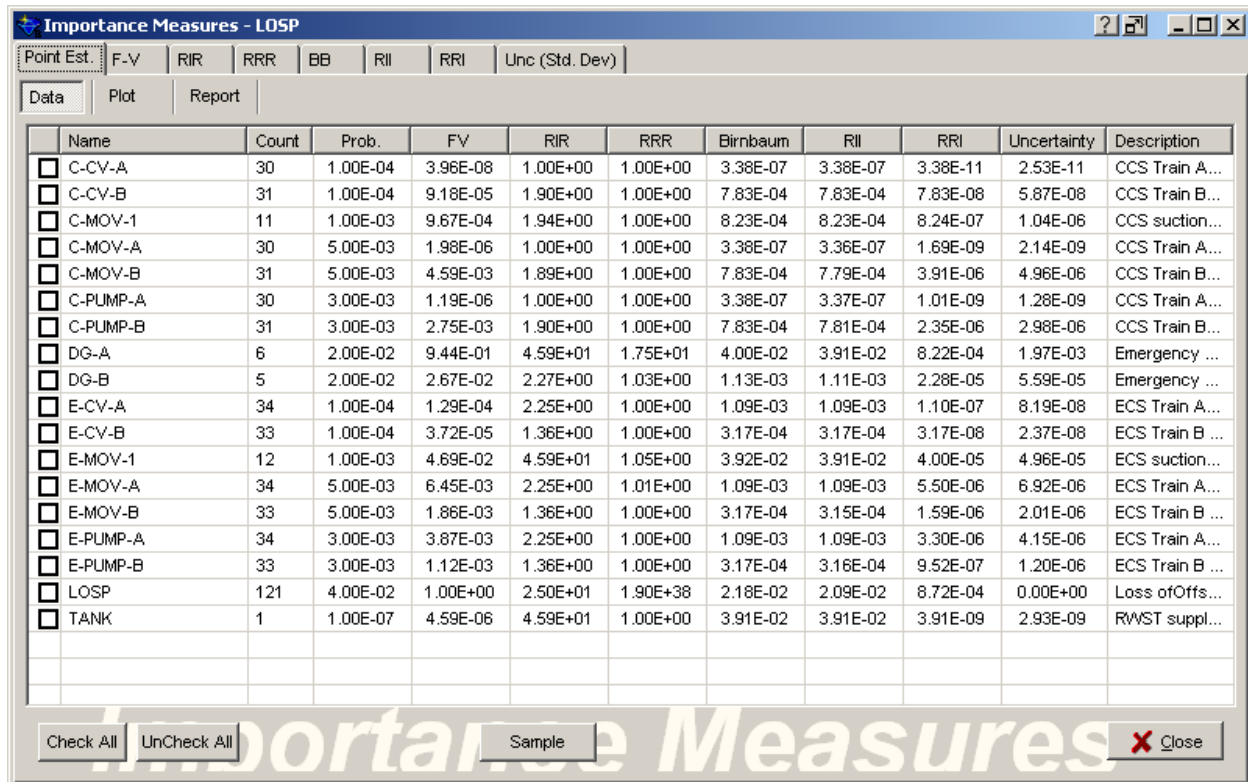 Importance Measures - LOSP
Point Est. F-V RIR RRR BB RII RRI Unc (Std. Dev)
Data Plot Report
Name Count Prob. FV RIR RRR Birnbaum RII RRI Uncertainty Description
C-CV-A 30 1.00E-04 3.96E-08 1.00E+00 1.00E+00 3.38E-07 3.38E-07 3.38E-11 2.53E-11 CCS Train A...
C-CV-B 31 1.00E-04 9.18E-05 1.90E+00 1.00E+00 7.83E-04 7.83E-04 7.83E-08 5.87E-08 CCS Train B...
C-MOV-1 11 1.00E-03 9.67E-04 1.94E+00 1.00E+00 8.23E-04 8.23E-04 8.24E-07 1.04E-06 CCS suction...
C-MOV-A 30 5.00E-03 1.98E-06 1.00E+00 1.00E+00 3.38E-07 3.36E-07 1.69E-09 2.14E-09 CCS Train A...
C-MOV-B 31 5.00E-03 4.59E-03 1.89E+00 1.00E+00 7.83E-04 7.79E-04 3.91E-06 4.96E-06 CCS Train B...
C-PUMP-A 30 3.00E-03 1.19E-06 1.00E+00 1.00E+00 3.38E-07 3.37E-07 1.01E-09 1.28E-09 CCS Train A...
C-PUMP-B 31 3.00E-03 2.75E-03 1.90E+00 1.00E+00 7.83E-04 7.81E-04 2.35E-06 2.98E-06 CCS Train B...
DG-A 6 2.00E-02 9.44E-01 4.59E+01 1.75E+01 4.00E-02 3.91E-02 8.22E-04 1.97E-03 Emergency ...
DG-B 5 2.00E-02 2.67E-02 2.27E+00 1.03E+00 1.13E-03 1.11E-03 2.28E-05 5.59E-05 Emergency ...
E-CV-A 34 1.00E-04 1.29E-04 2.25E+00 1.00E+00 1.09E-03 1.09E-03 1.10E-07 8.19E-08 ECS Train A...
E-CV-B 33 1.00E-04 3.72E-05 1.36E+00 1.00E+00 3.17E-04 3.17E-04 3.17E-08 2.37E-08 ECS Train B ...
E-MOV-1 12 1.00E-03 4.69E-02 4.59E+01 1.05E+00 3.92E-02 3.91E-02 4.00E-05 4.96E-05 ECS suction...
E-MOV-A 34 5.00E-03 6.45E-03 2.25E+00 1.01E+00 1.09E-03 1.09E-03 5.50E-06 6.92E-06 ECS Train A...
E-MOV-B 33 5.00E-03 1.86E-03 1.36E+00 1.00E+00 3.17E-04 3.15E-04 1.59E-06 2.01E-06 ECS Train B ...
E-PUMP-A 34 3.00E-03 3.87E-03 2.25E+00 1.00E+00 1.09E-03 1.09E-03 3.30E-06 4.15E-06 ECS Train A...
E-PUMP-B 33 3.00E-03 1.12E-03 1.36E+00 1.00E+00 3.17E-04 3.16E-04 9.52E-07 1.20E-06 ECS Train B ...
LOSP 121 4.00E-02 1.00E+00 2.50E+01 1.90E+38 2.18E-02 2.09E-02 8.72E-04 0.00E+00 Loss ofOffs...
TANK 1 1.00E-07 4.59E-06 4.59E+01 1.00E+00 3.91E-02 3.91E-02 3.91E-09 2.93E-09 RWST suppl...
Importance Measures
Check All UnCheck All Sample Close